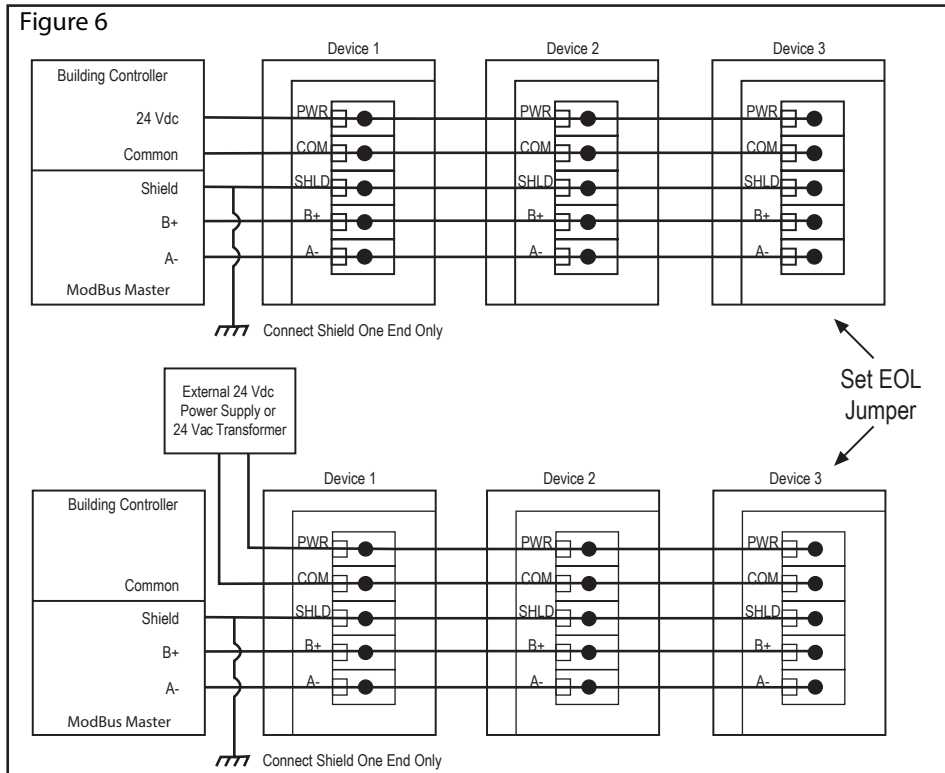 Figure 6
Device 1
Device 2
Device 3
Building Controller
24 Vdc
PWR
PWR
PWR
Common
COM
COM
COM
Shield
SHLD
SHLD
SHLD
B+
B+
B+
B+
A-
A-
A-
A-
ModBus Master
Connect Shield One End Only
External 24 Vdc
Power Supply or
24 Vac Transformer
Set EOL
Jumper
Device 1
Device 2
Device 3
Building Controller
PWR
PWR
PWR
Common
COM
COM
COM
Shield
SHLD
SHLD
SHLD
B+
B+
B+
B+
A-
A-
A-
A-
ModBus Master
Connect Shield One End Only